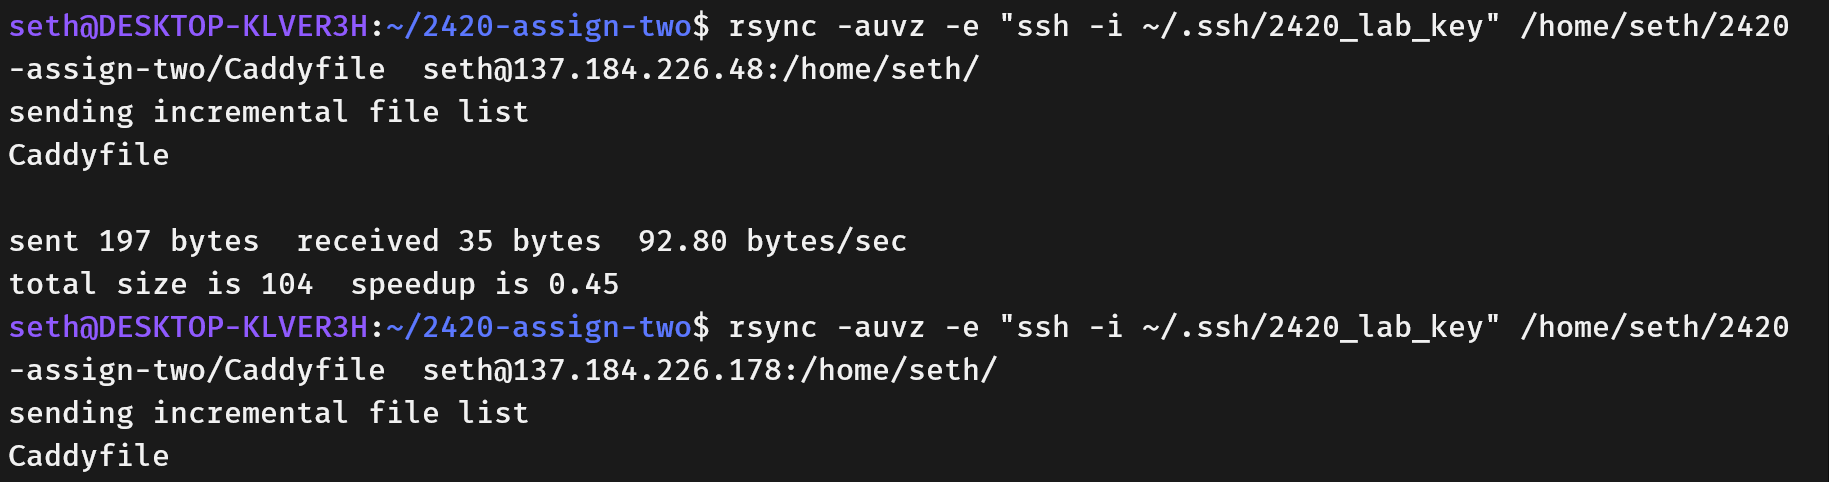 seth@DESKTOP-KLVER3H:~/2420-assign-two$ rsync -auvz -e "ssh -i ~/.ssh/2420_lab_key" /home/seth/2420
-assign-two/Caddyfile  seth@137.184.226.48:/home/seth/
sending incremental file list
Caddyfile

sent 197 bytes  received 35 bytes  92.80 bytes/sec
total size is 104  speedup is 0.45
seth@DESKTOP-KLVER3H:~/2420-assign-two$ rsync -auvz -e "ssh -i ~/.ssh/2420_lab_key" /home/seth/2420
-assign-two/Caddyfile  seth@137.184.226.178:/home/seth/
sending incremental file list
Caddyfile